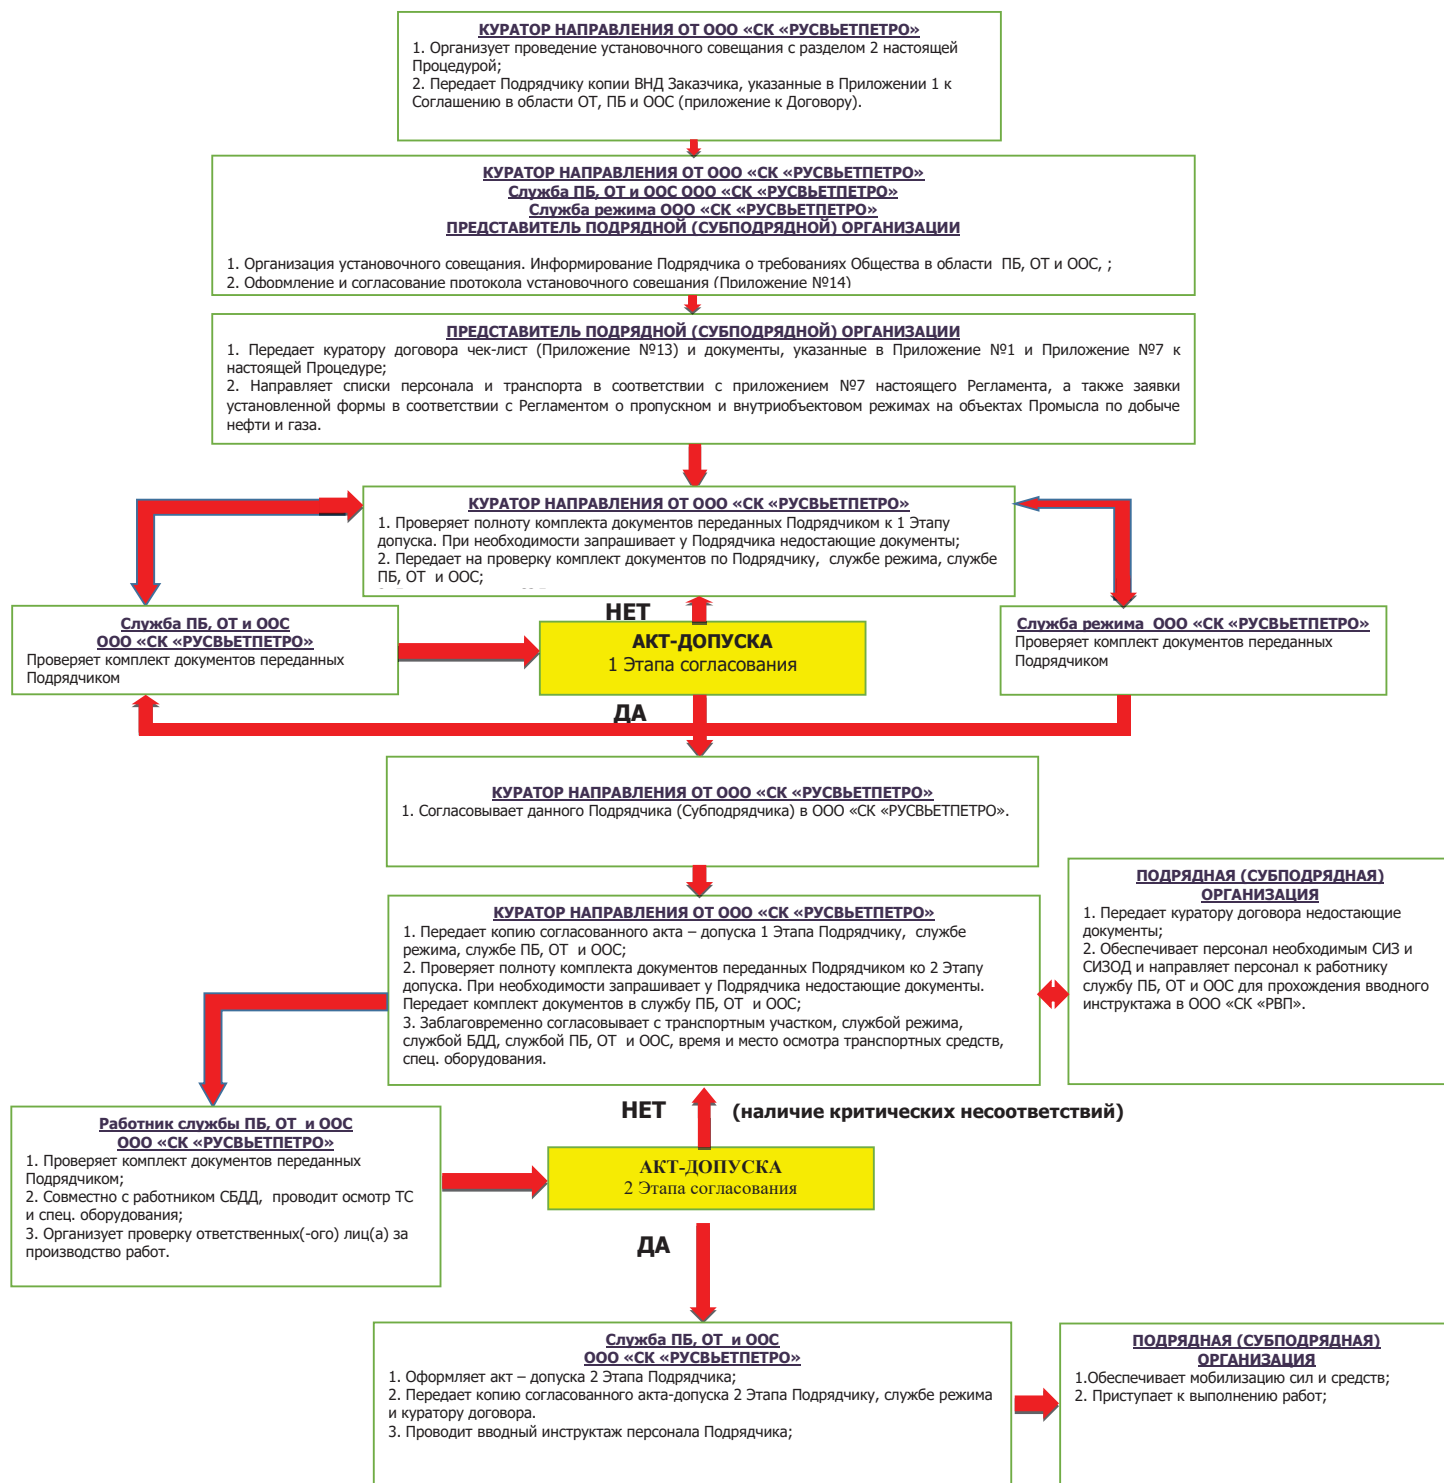 КУРАТОР НАПРАВЛЕНИЯ ОТ ООО «СК «РУСВЬЕТПЕТРО»
1. Организует проведение установочного совещания с разделом 2 настоящей
Процедурой;
2. Передает Подрядчику копии ВНД Заказчика, указанные в Приложении 1 к
Соглашению в области ОТ, ПБ и ООС (приложение к Договору).
КУРАТОР НАПРАВЛЕНИЯ ОТ ООО «СК «РУСВЬЕТПЕТРО»
Служба ПБ, ОТ и ООС ООО «СК «РУСВЬЕТПЕТРО»
Служба режима ООО «СК «РУСВЬЕТПЕТРО»
ПРЕДСТАВИТЕЛЬ ПОДРЯДНОЙ (СУБПОДРЯДНОЙ) ОРГАНИЗАЦИИ
1. Организация установочного совещания. Информирование Подрядчика о требованиях Общества в области ПБ, ОТ и ООС, ;
2. Оформление и согласование протокола установочного совещания (Приложение №14)
ПРЕДСТАВИТЕЛЬ ПОДРЯДНОЙ (СУБПОДРЯДНОЙ) ОРГАНИЗАЦИИ
1. Передает куратору договора чек-лист (Приложение №13) и документы, указанные в Приложение №1 и Приложение №7 к
настоящей Процедуре;
2. Направляет списки персонала и транспорта в соответствии с приложением №7 настоящего Регламента, а также заявки
установленной формы в соответствии с Регламентом о пропускном и внутриобъектовом режимах на объектах Промысла по добыче
нефти и газа.
КУРАТОР НАПРАВЛЕНИЯ ОТ ООО «СК «РУСВЬЕТПЕТРО»
1. Проверяет полноту комплекта документов переданных Подрядчиком к 1 Этапу
допуска. При необходимости запрашивает у Подрядчика недостающие документы;
2. Передает на проверку комплект документов по Подрядчику, службе режима, службе
ПБ, ОТ и ООС;
НЕТ
Служба ПБ, ОТ и ООС
ООО «СК «РУСВЬЕТПЕТРО»
Проверяет комплект документов переданных
Подрядчиком
АКТ-ДОПУСКА
1 Этапа согласования
Служба режима ООО «СК «РУСВЬЕТПЕТРО»
Проверяет комплект документов переданных
Подрядчиком
ДА
КУРАТОР НАПРАВЛЕНИЯ ОТ ООО «СК «РУСВЬЕТПЕТРО»
1. Согласовывает данного Подрядчика (Субподрядчика) в ООО «СК «РУСВЬЕТПЕТРО».
КУРАТОР НАПРАВЛЕНИЯ ОТ ООО «СК «РУСВЬЕТПЕТРО»
1. Передает копию согласованного акта – допуска 1 Этапа Подрядчику, службе
режима, службе ПБ, ОТ и ООС;
2. Проверяет полноту комплекта документов переданных Подрядчиком ко 2 Этапу
допуска. При необходимости запрашивает у Подрядчика недостающие документы.
Передает комплект документов в службу ПБ, ОТ и ООС;
3. Заблаговременно согласовывает с транспортным участком, службой режима,
службой БДД, службой ПБ, ОТ и ООС, время и место осмотра транспортных средств,
спец. оборудования.
ПОДРЯДНАЯ (СУБПОДРЯДНАЯ)
ОРГАНИЗАЦИЯ
1. Передает куратору договора недостающие
документы;
2. Обеспечивает персонал необходимым СИЗ и
СИЗОД и направляет персонал к работнику
службу ПБ, ОТ и ООС для прохождения вводного
инструктажа в ООО «СК «РВП».
НЕТ (наличие критических несоответствий)
Работник службы ПБ, ОТ и ООС
ООО «СК «РУСВЬЕТПЕТРО»
1. Проверяет комплект документов переданных
Подрядчиком;
2. Совместно с работником СБДД, проводит осмотр ТС
и спец. оборудования;
3. Организует проверку ответственных(-ого) лиц(а) за
производство работ.
АКТ-ДОПУСКА
2 Этапа согласования
ДА
Служба ПБ, ОТ и ООС
ООО «СК «РУСВЬЕТПЕТРО»
1. Оформляет акт – допуска 2 Этапа Подрядчика;
2. Передает копию согласованного акта-допуска 2 Этапа Подрядчику, службе режима
и куратору договора.
3. Проводит вводный инструктаж персонала Подрядчика;
ПОДРЯДНАЯ (СУБПОДРЯДНАЯ)
ОРГАНИЗАЦИЯ
1.Обеспечивает мобилизацию сил и средств;
2. Приступает к выполнению работ;